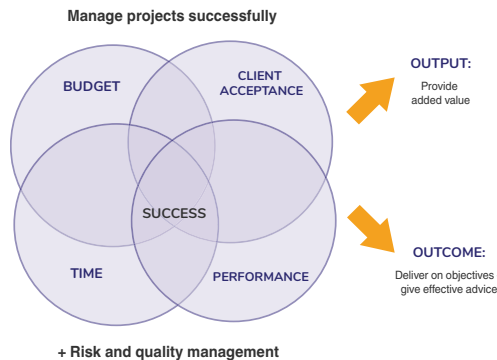 Manage projects successfully
BUDGET
CLIENT
ACCEPTANCE
OUTPUT:
Provide
added value
SUCCESS
TIME
PERFORMANCE
OUTCOME:
Deliver on objectives
give effective advice
+ Risk and quality management